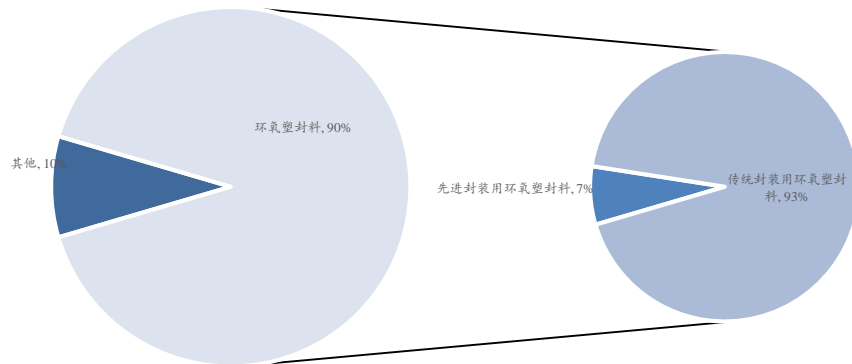 环氧塑封料, 90%
其他, 10%
先进封装用环氧塑封料, 7%
传统封装用环氧塑封
料, 93%